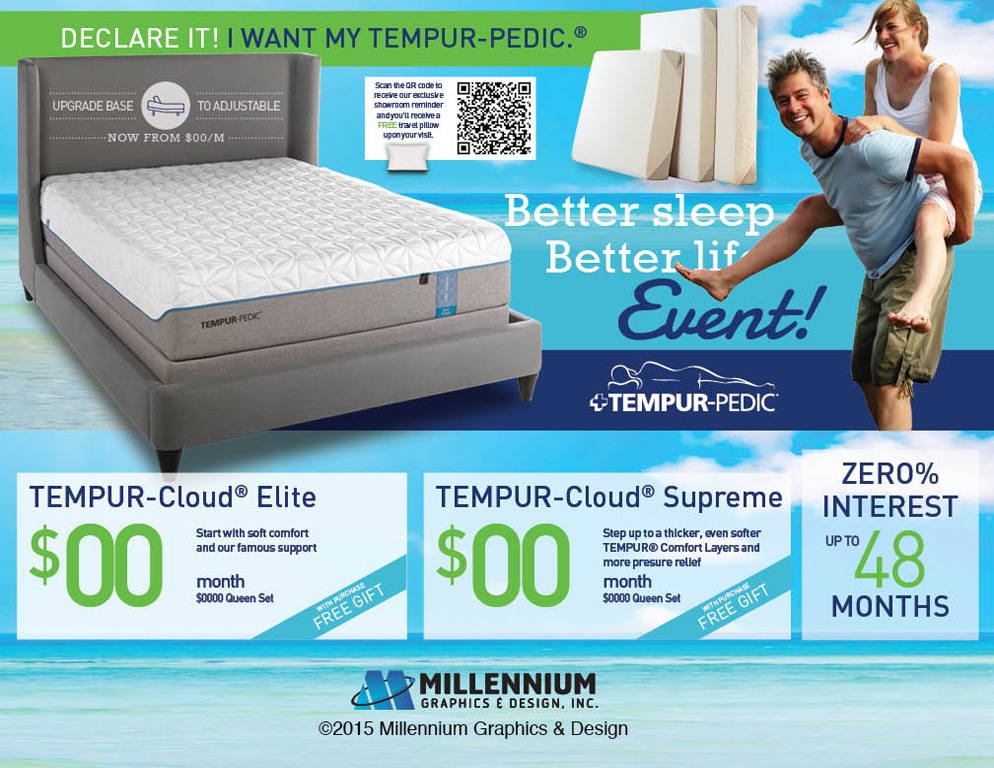 DECLARE IT! I WANT MY TEMPUR-PEDIC.®
UPGRADE BASE TO ADJUSTABLE
NOW FROM $00/M
Scan the QR code to
receive our exclusive
showroom reminder
and you'll receive a
FREE travel pillow
upon your visit.
Better sleep
Better life
Event!
TEMPUR-PEDIC
TEMPUR-PEDIC®
TEMPUR-Cloud® Elite
$00
Start with soft comfort
and our famous support
month
$0000 Queen Set
WITH PURCHASE
FREE GIFT
TEMPUR-Cloud® Supreme
$00
Step up to a thicker, even softer
TEMPUR® Comfort Layers and
more presure relief
month
$0000 Queen Set
WITH PURCHASE
FREE GIFT
ZERO%
INTEREST
UP TO 48
MONTHS
MILLENNIUM
GRAPHICS & DESIGN, INC.
©2015 Millennium Graphics & Design